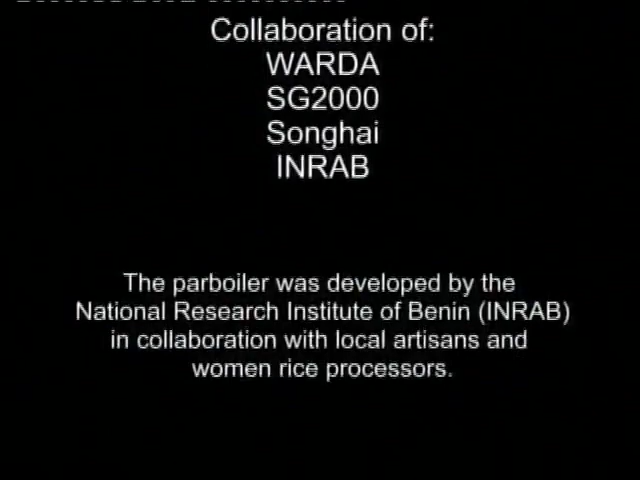 Collaboration of:
WARDA
SG2000
Songhai
INRAB
The parboiler was developed by the
National Research Institute of Benin (INRAB)
in collaboration with local artisans and
women rice processors.